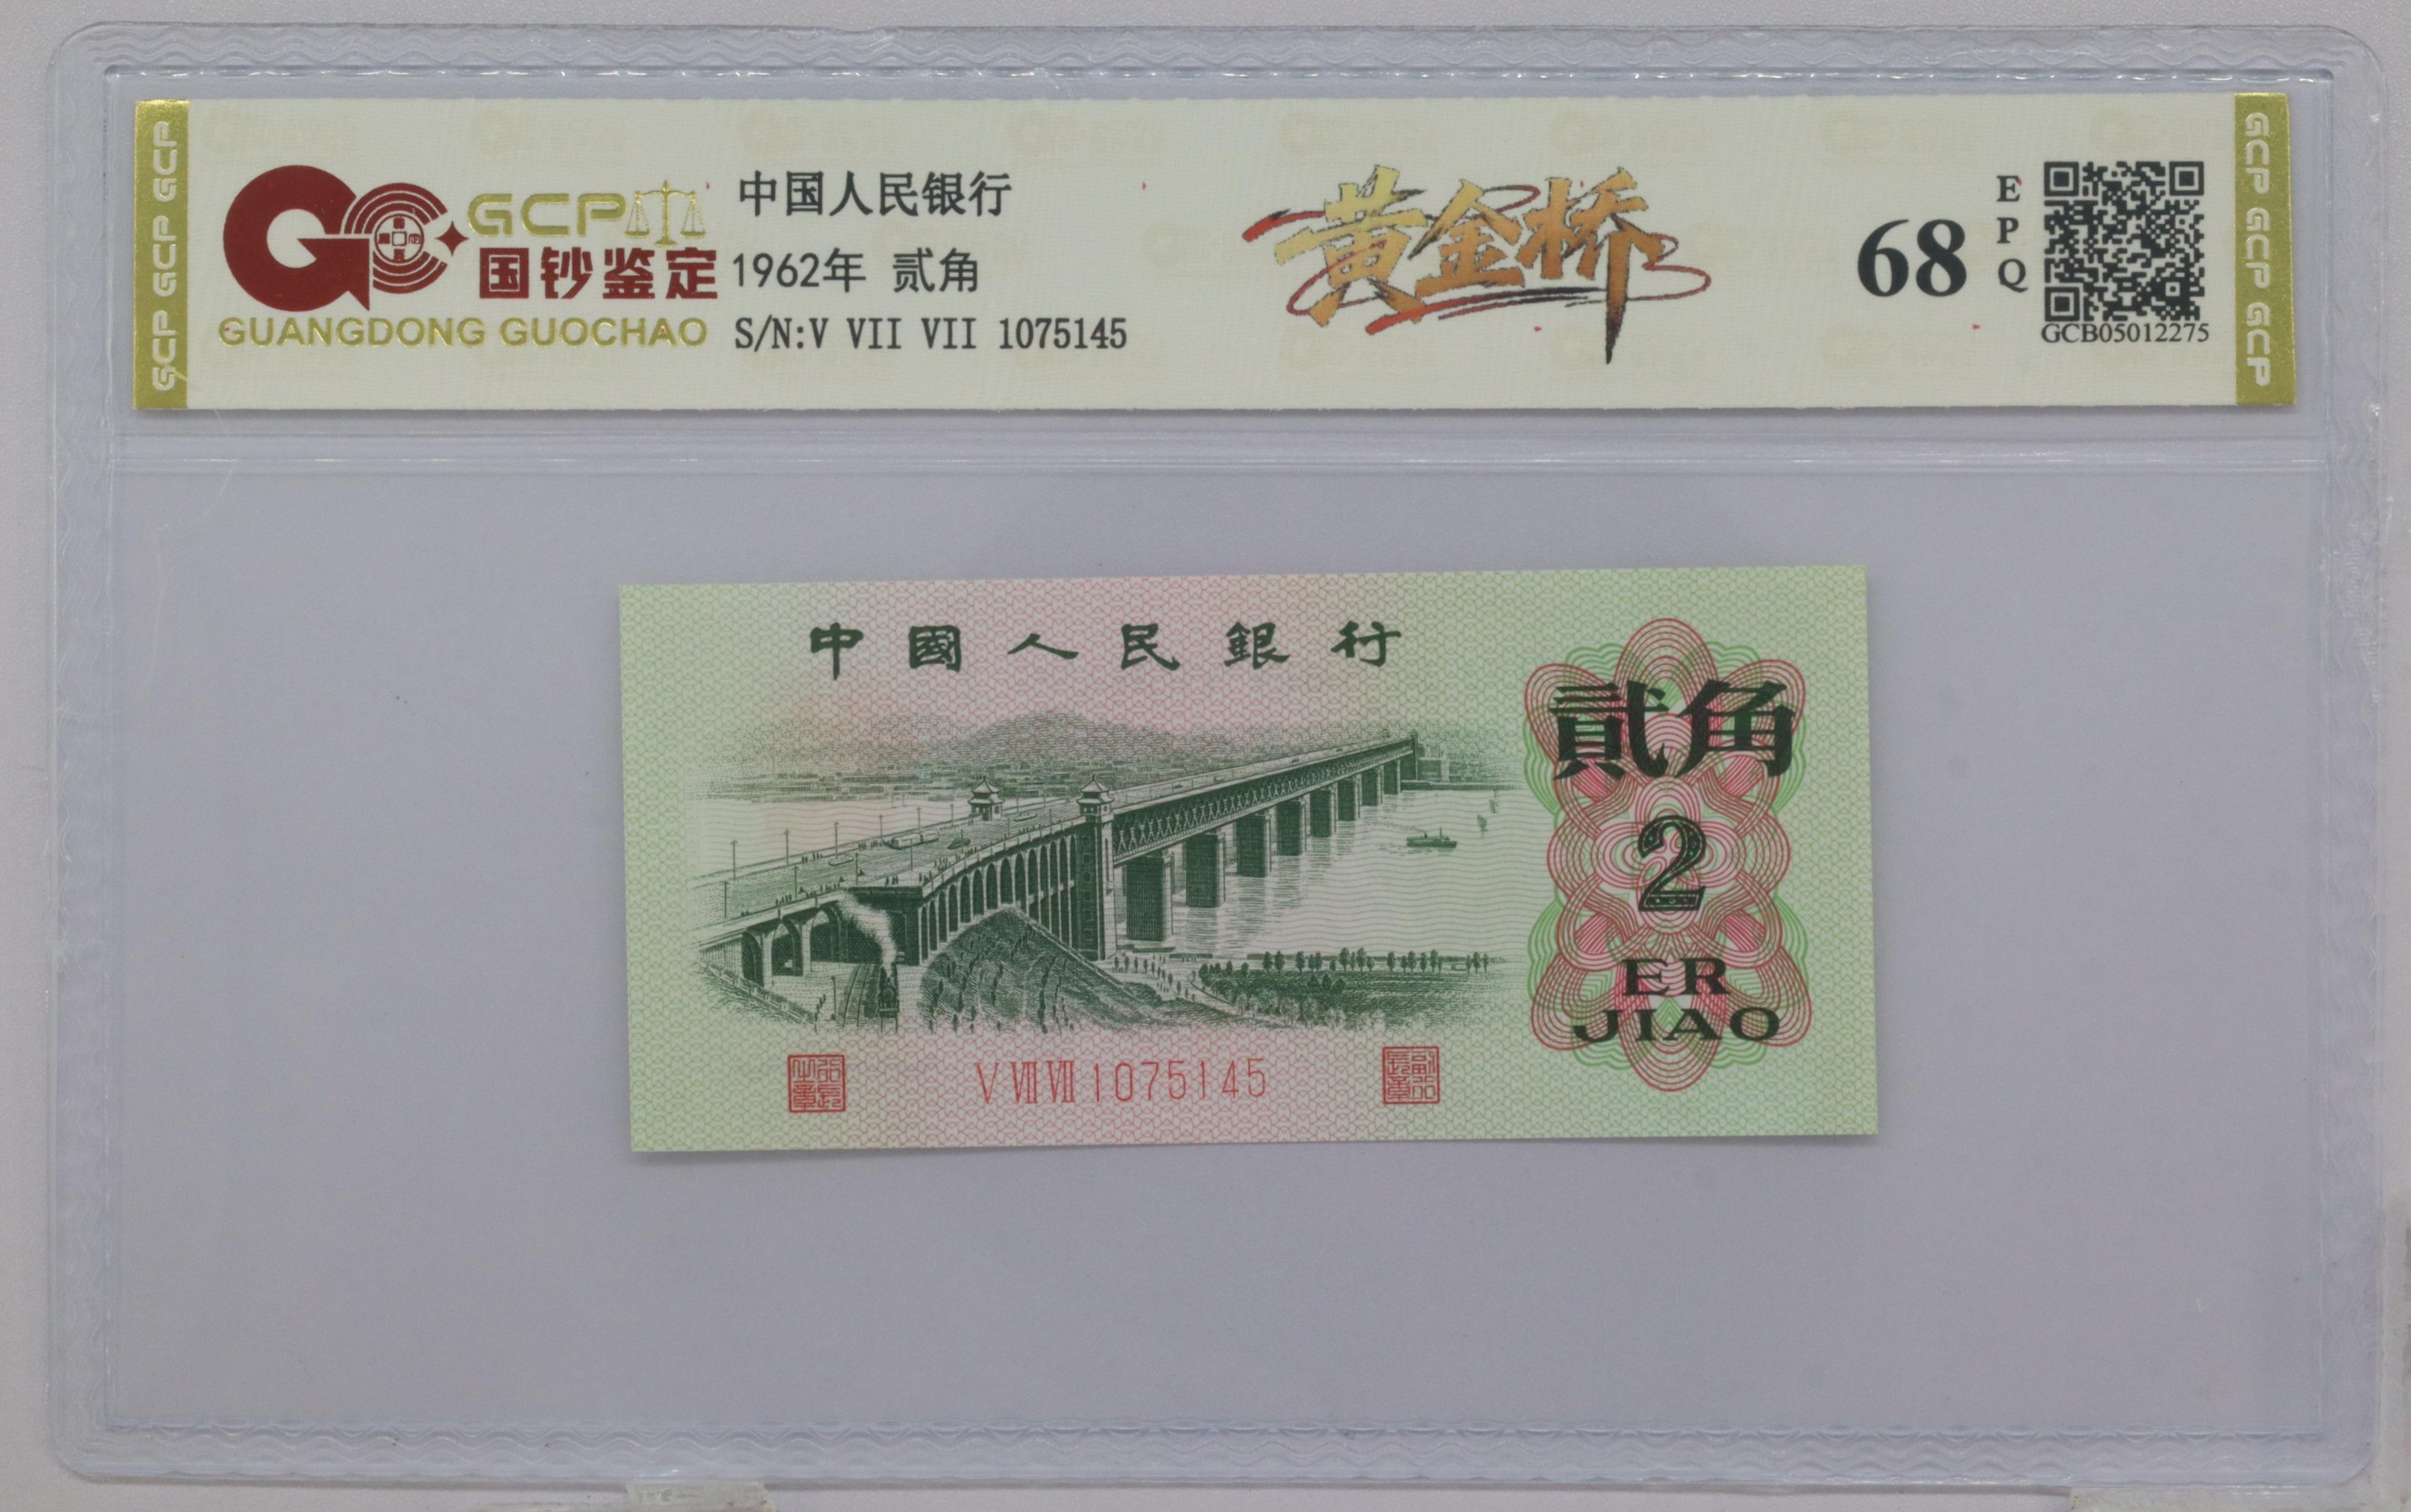 GCP GCP GCP
GCP
国钞鉴定
GUANGDONG GUOCHAO
中国人民银行
1962年 贰角
S/N:V VII VII 1075145
黄金桥
68
EPQ
GCB05012275
GCP GCP GCP
中國人民銀行
貳角
2
ER
JIAO
V VII VII 1075145